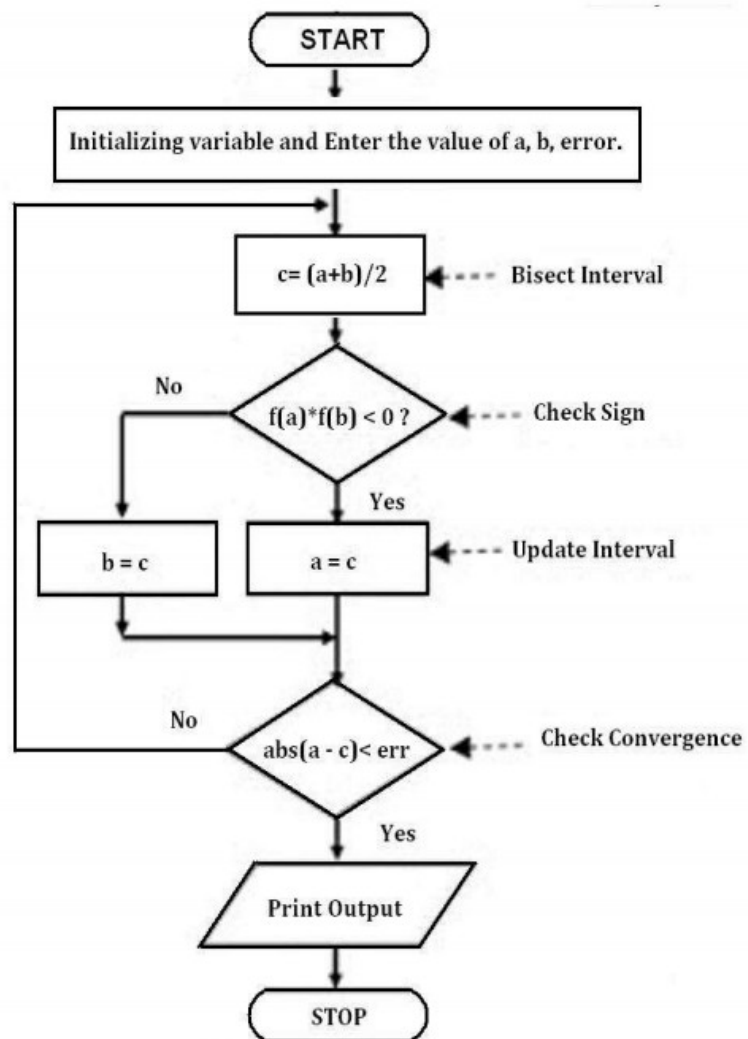 START
Initializing variable and Enter the value of a, b, error.
c= (a+b)/2
Bisect Interval
No
f(a)*f(b) < 0 ?
Check Sign
Yes
b = c
a = c
Update Interval
No
abs(a - c)< err
Check Convergence
Yes
Print Output
STOP